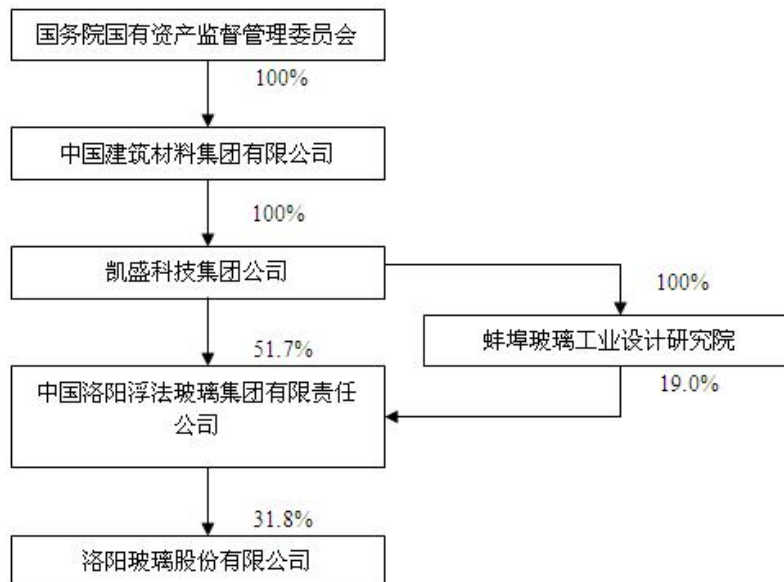 国务院国有资产监督管理委员会
100%
中国建筑材料集团有限公司
100%
凯盛科技集团公司
100%
蚌埠玻璃工业设计研究院
51.7%
19.0%
中国洛阳浮法玻璃集团有限责任
公司
31.8%
洛阳玻璃股份有限公司